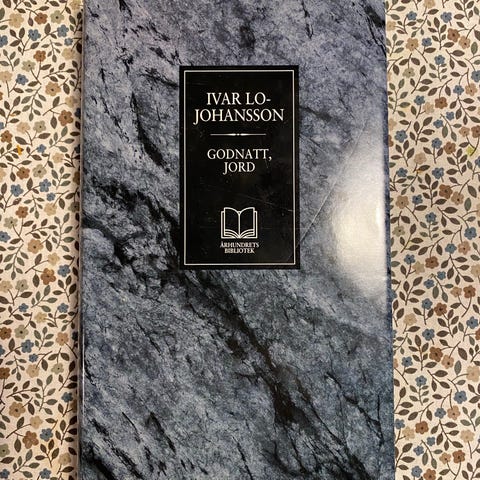 IVAR LO-
JOHANSSON
GODNATT,
JORD
ÅRHUNDRETS
BIBLIOTEK